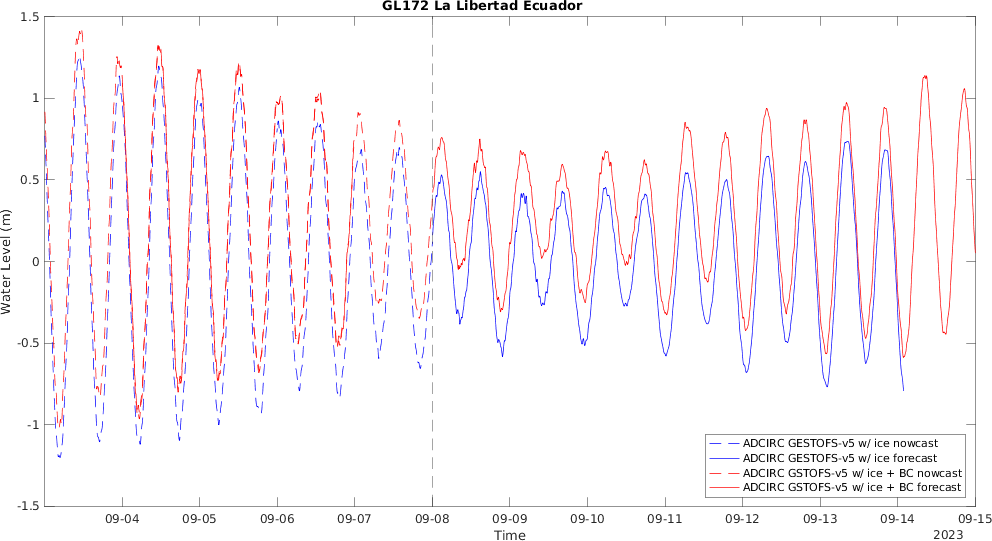 GL172 La Libertad Ecuador
1.5
1
0.5
0
-0.5
-1
-1.5
Water Level (m)
ADCIRC GESTOFS-v5 w/ ice nowcast
ADCIRC GESTOFS-v5 w/ ice forecast
ADCIRC GSTOFS-v5 w/ ice + BC nowcast
ADCIRC GSTOFS-v5 w/ ice + BC forecast
09-04 09-05 09-06 09-07 09-08 09-09 09-10 09-11 09-12 09-13 09-14 09-15
Time
2023